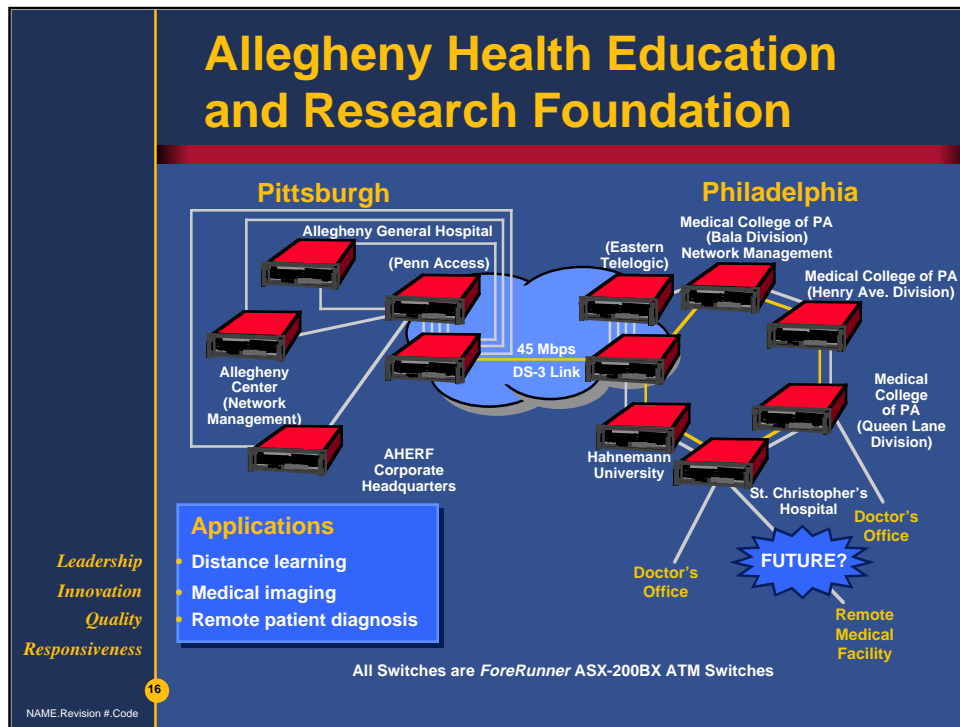 Allegheny Health Education
and Research Foundation
Pittsburgh
Philadelphia
Allegheny General Hospital
(Penn Access)
(Eastern
Telelogic)
Medical College of PA
(Bala Division)
Network Management
Medical College of PA
(Henry Ave. Division)
45 Mbps
DS-3 Link
Allegheny
Center
(Network
Management)
Medical
College
of PA
(Queen Lane
Division)
AHERF
Corporate
Headquarters
Hahnemann
University
St. Christopher's
Hospital
Doctor's
Office
Doctor's
Office
FUTURE?
Remote
Medical
Facility
Applications
• Distance learning
• Medical imaging
• Remote patient diagnosis
Leadership
Innovation
Quality
Responsiveness
All Switches are ForeRunner ASX-200BX ATM Switches
16
NAME.Revision #.Code